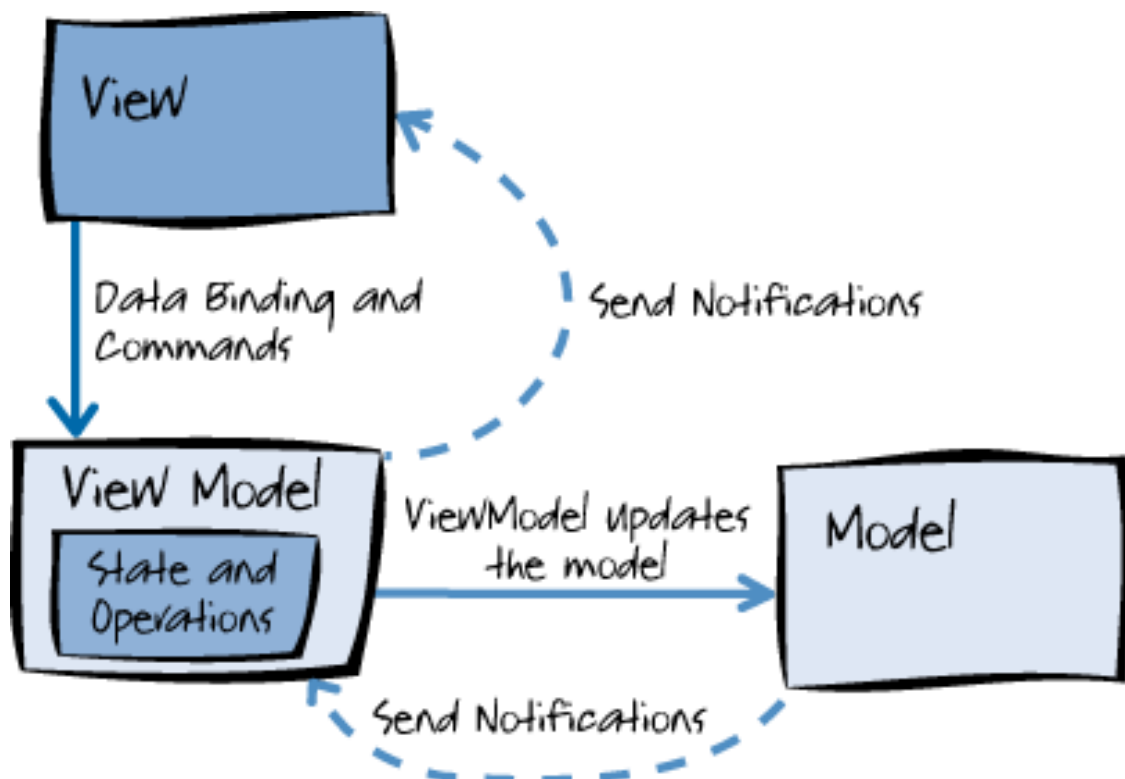 View
Data Binding and
Commands
Send Notifications
View Model
State and
Operations
ViewModel updates
the model
Model
Send Notifications